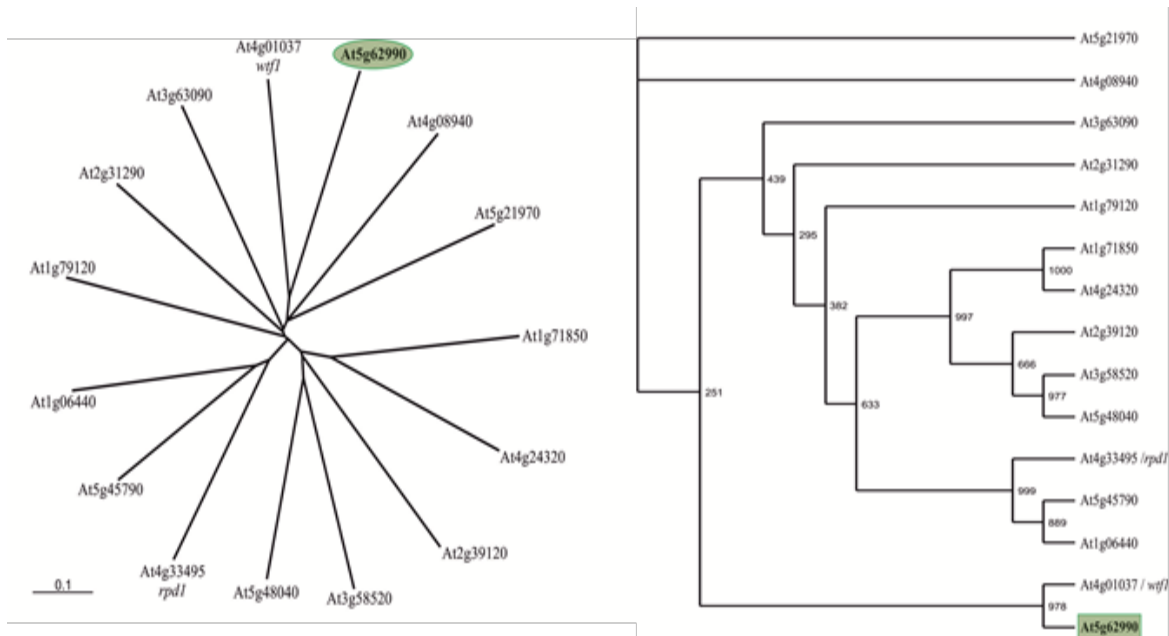 At4g01037
wtf1
At5g62990
At3g63090
At4g08940
At2g31290
At5g21970
At1g79120
At1g71850
At1g06440
At4g24320
At5g45790
At2g39120
At4g33495
rpd1
At5g48040
At3g58520
0.1
At5g21970
At4g08940
At3g63090
439
At2g31290
295
At1g79120
382
At1g71850
1000
At4g24320
997
At2g39120
666
At3g58520
977
At5g48040
251
633
At4g33495 /rpd1
999
At5g45790
889
At1g06440
At4g01037 / wtf1
978
At5g62990